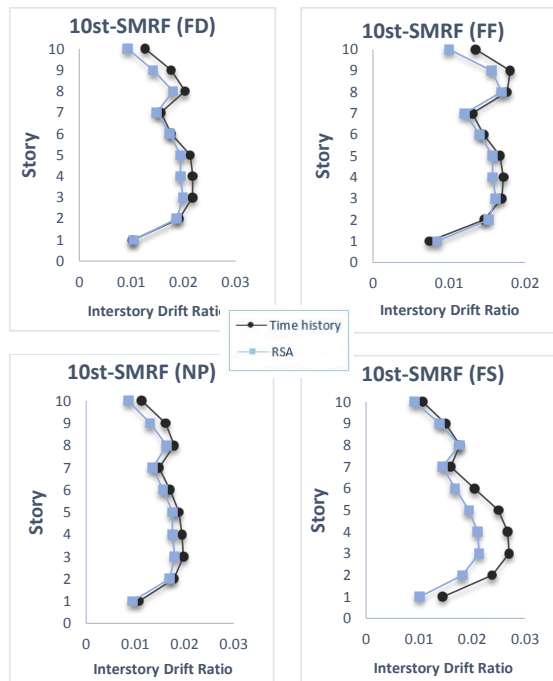 10st-SMRF (FD)
10
9
8
7
6
5
4
3
2
1
0
Story
0 0.01 0.02 0.03
Interstory Drift Ratio
10st-SMRF (FF)
10
9
8
7
6
5
4
3
2
1
0
Story
0 0.01 0.02
Interstory Drift Ratio
Time history
RSA
10st-SMRF (NP)
10
9
8
7
6
5
4
3
2
1
0
Story
0 0.01 0.02 0.03
Interstory Drift Ratio
10st-SMRF (FS)
10
9
8
7
6
5
4
3
2
1
0
Story
0 0.01 0.02 0.03
Interstory Drift Ratio